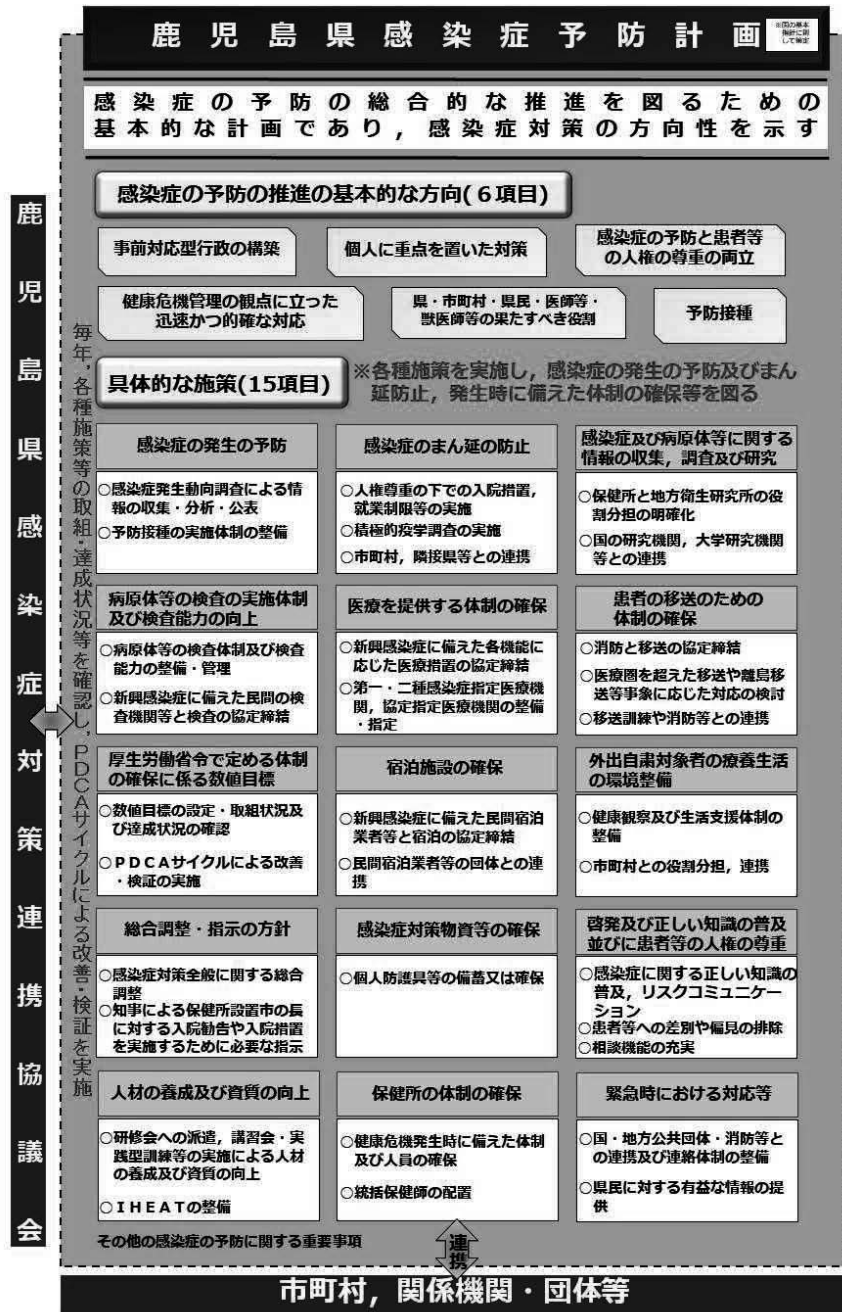 鹿児島県感染症予防計画
※国の基本
指針に則
して策定
感染症の予防の総合的な推進を図るための
基本的な計画であり，感染症対策の方向性を示す
鹿児島県感染症対策連携協議会
毎年，各種施策等の取組・達成状況等を確認し，PDCAサイクルによる改善・検証を実施
感染症の予防の推進の基本的な方向(６項目)
事前対応型行政の構築
個人に重点を置いた対策
感染症の予防と患者等
の人権の尊重の両立
健康危機管理の観点に立った
迅速かつ的確な対応
県・市町村・県民・医師等・
獣医師等の果たすべき役割
予防接種
具体的な施策(15項目)
※各種施策を実施し，感染症の発生の予防及びまん
延防止，発生時に備えた体制の確保等を図る
感染症の発生の予防
○感染症発生動向調査による情
報の収集・分析・公表
○予防接種の実施体制の整備
感染症のまん延の防止
○人権尊重の下での入院措置，
就業制限等の実施
○積極的疫学調査の実施
○市町村，隣接県等との連携
感染症及び病原体等に関する
情報の収集，調査及び研究
○保健所と地方衛生研究所の役
割分担の明確化
○国の研究機関，大学研究機関
等との連携
病原体等の検査の実施体制
及び検査能力の向上
○病原体等の検査体制及び検査
能力の整備・管理
○新興感染症に備えた民間の検
査機関等と検査の協定締結
医療を提供する体制の確保
○新興感染症に備えた各機能に
応じた医療措置の協定締結
○第一・二種感染症指定医療機
関，協定指定医療機関の整備
・指定
患者の移送のための
体制の確保
○消防と移送の協定締結
○医療圏を超えた移送や離島移
送等事象に応じた対応の検討
○移送訓練や消防等との連携
厚生労働省令で定める体制
の確保に係る数値目標
○数値目標の設定・取組状況及
び達成状況の確認
○ＰＤＣＡサイクルによる改善
・検証の実施
宿泊施設の確保
○新興感染症に備えた民間宿泊
業者等と宿泊の協定締結
○民間宿泊業者等の団体との連
携
外出自粛対象者の療養生活
の環境整備
○健康観察及び生活支援体制の
整備
○市町村との役割分担，連携
総合調整・指示の方針
○感染症対策全般に関する総合
調整
○知事による保健所設置市の長
に対する入院勧告や入院措置
を実施するために必要な指示
感染症対策物資等の確保
○個人防護具等の備蓄又は確保
啓発及び正しい知識の普及
並びに患者等の人権の尊重
○感染症に関する正しい知識の
普及，リスクコミュニケー
ション
○患者等への差別や偏見の排除
○相談機能の充実
人材の養成及び資質の向上
○研修会への派遣，講習会・実
践型訓練等の実施による人材
の養成及び資質の向上
○ＩＨＥＡＴの整備
保健所の体制の確保
○健康危機発生時に備えた体制
及び人員の確保
○統括保健師の配置
緊急時における対応等
○国・地方公共団体・消防等と
の連携及び連絡体制の整備
○県民に対する有益な情報の提
供
その他の感染症の予防に関する重要事項
連携
市町村，関係機関・団体等